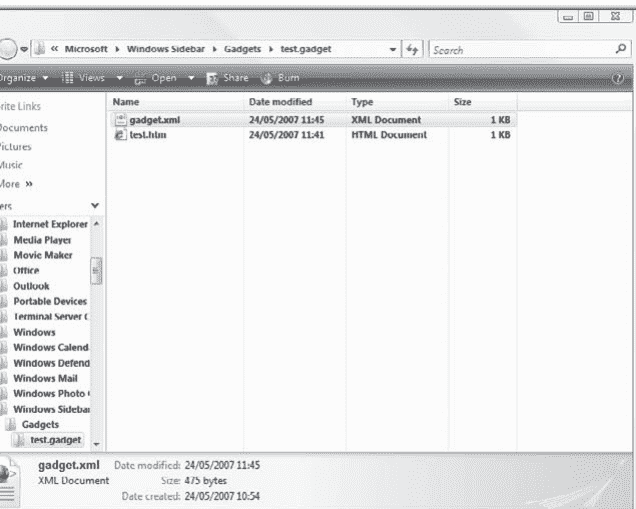 « Microsoft ▸ Windows Sidebar ▸ Gadgets ▸ test.gadget Search
Organize Views Open Share Burn
rite Links
Documents
Pictures
Music
More »
ers
Name Date modified Type Size
gadget.xml 24/05/2007 11:45 XML Document 1 KB
test.htm 24/05/2007 11:41 HTML Document 1 KB
Internet Explorer
Media Player
Movie Maker
Office
Outlook
Portable Devices
Terminal Server C
Windows
Windows Calend
Windows Defend
Windows Mail
Windows Photo
Windows Sidebar
Gadgets
test.gadget
gadget.xml Date modified: 24/05/2007 11:45
XML Document Size: 475 bytes
Date created: 24/05/2007 10:54